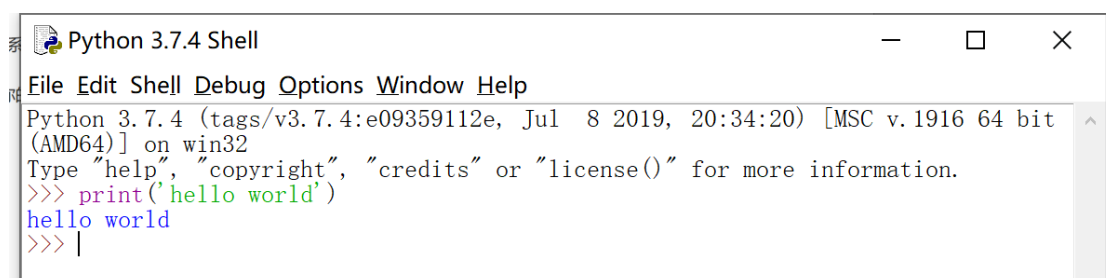 Python 3.7.4 Shell
File Edit Shell Debug Options Window Help
Python 3.7.4 (tags/v3.7.4:e09359112e, Jul  8 2019, 20:34:20) [MSC v.1916 64 bit
(AMD64)] on win32
Type "help", "copyright", "credits" or "license()" for more information.
>>> print('hello world')
hello world
>>>